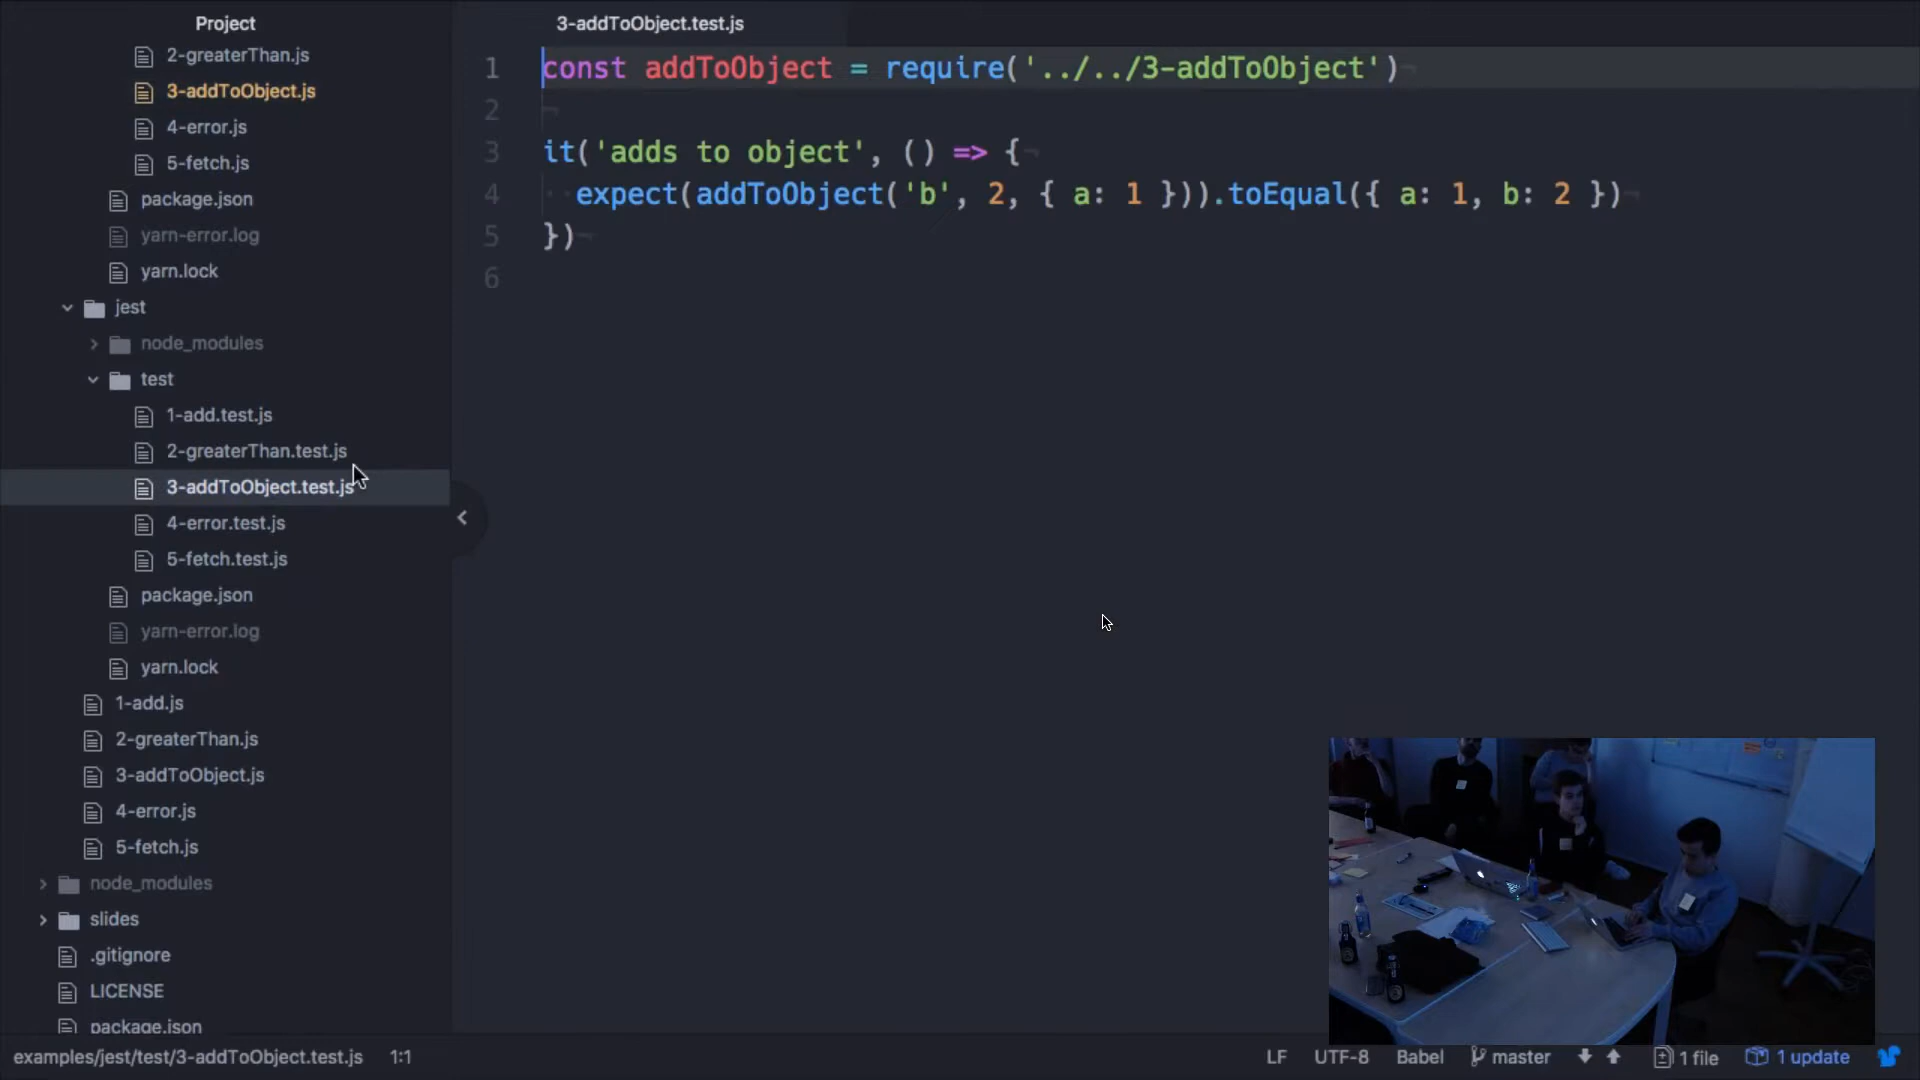 Project
2-greaterThan.js
3-addToObject.js
4-error.js
5-fetch.js
package.json
yarn-error.log
yarn.lock
jest
node_modules
test
1-add.test.js
2-greaterThan.test.js
3-addToObject.test.js
4-error.test.js
5-fetch.test.js
package.json
yarn-error.log
yarn.lock
1-add.js
2-greaterThan.js
3-addToObject.js
4-error.js
5-fetch.js
node_modules
slides
.gitignore
LICENSE
package.json
3-addToObject.test.js
1 const addToObject = require('../../3-addToObject')
2
3 it('adds to object', () => {
4 expect(addToObject('b', 2, { a: 1 })).toEqual({ a: 1, b: 2 })
5 })
6
examples/jest/test/3-addToObject.test.js 1:1 LF UTF-8 Babel master 1 file 1 update